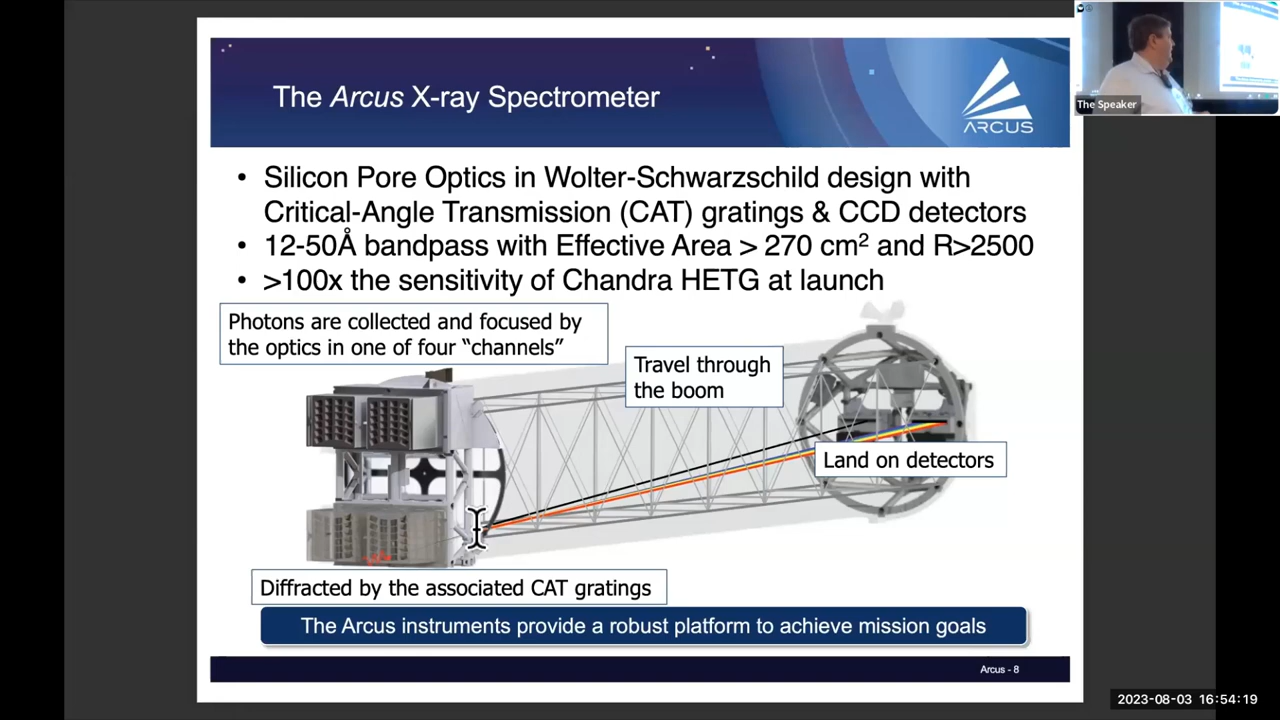 The Arcus X-ray Spectrometer
ARCUS
The Speaker
• Silicon Pore Optics in Wolter-Schwarzschild design with
Critical-Angle Transmission (CAT) gratings & CCD detectors
• 12-50Å bandpass with Effective Area > 270 cm² and R>2500
• >100x the sensitivity of Chandra HETG at launch
Photons are collected and focused by
the optics in one of four “channels”
Travel through
the boom
Land on detectors
Diffracted by the associated CAT gratings
The Arcus instruments provide a robust platform to achieve mission goals
Arcus - 8
2023-08-03 16:54:19